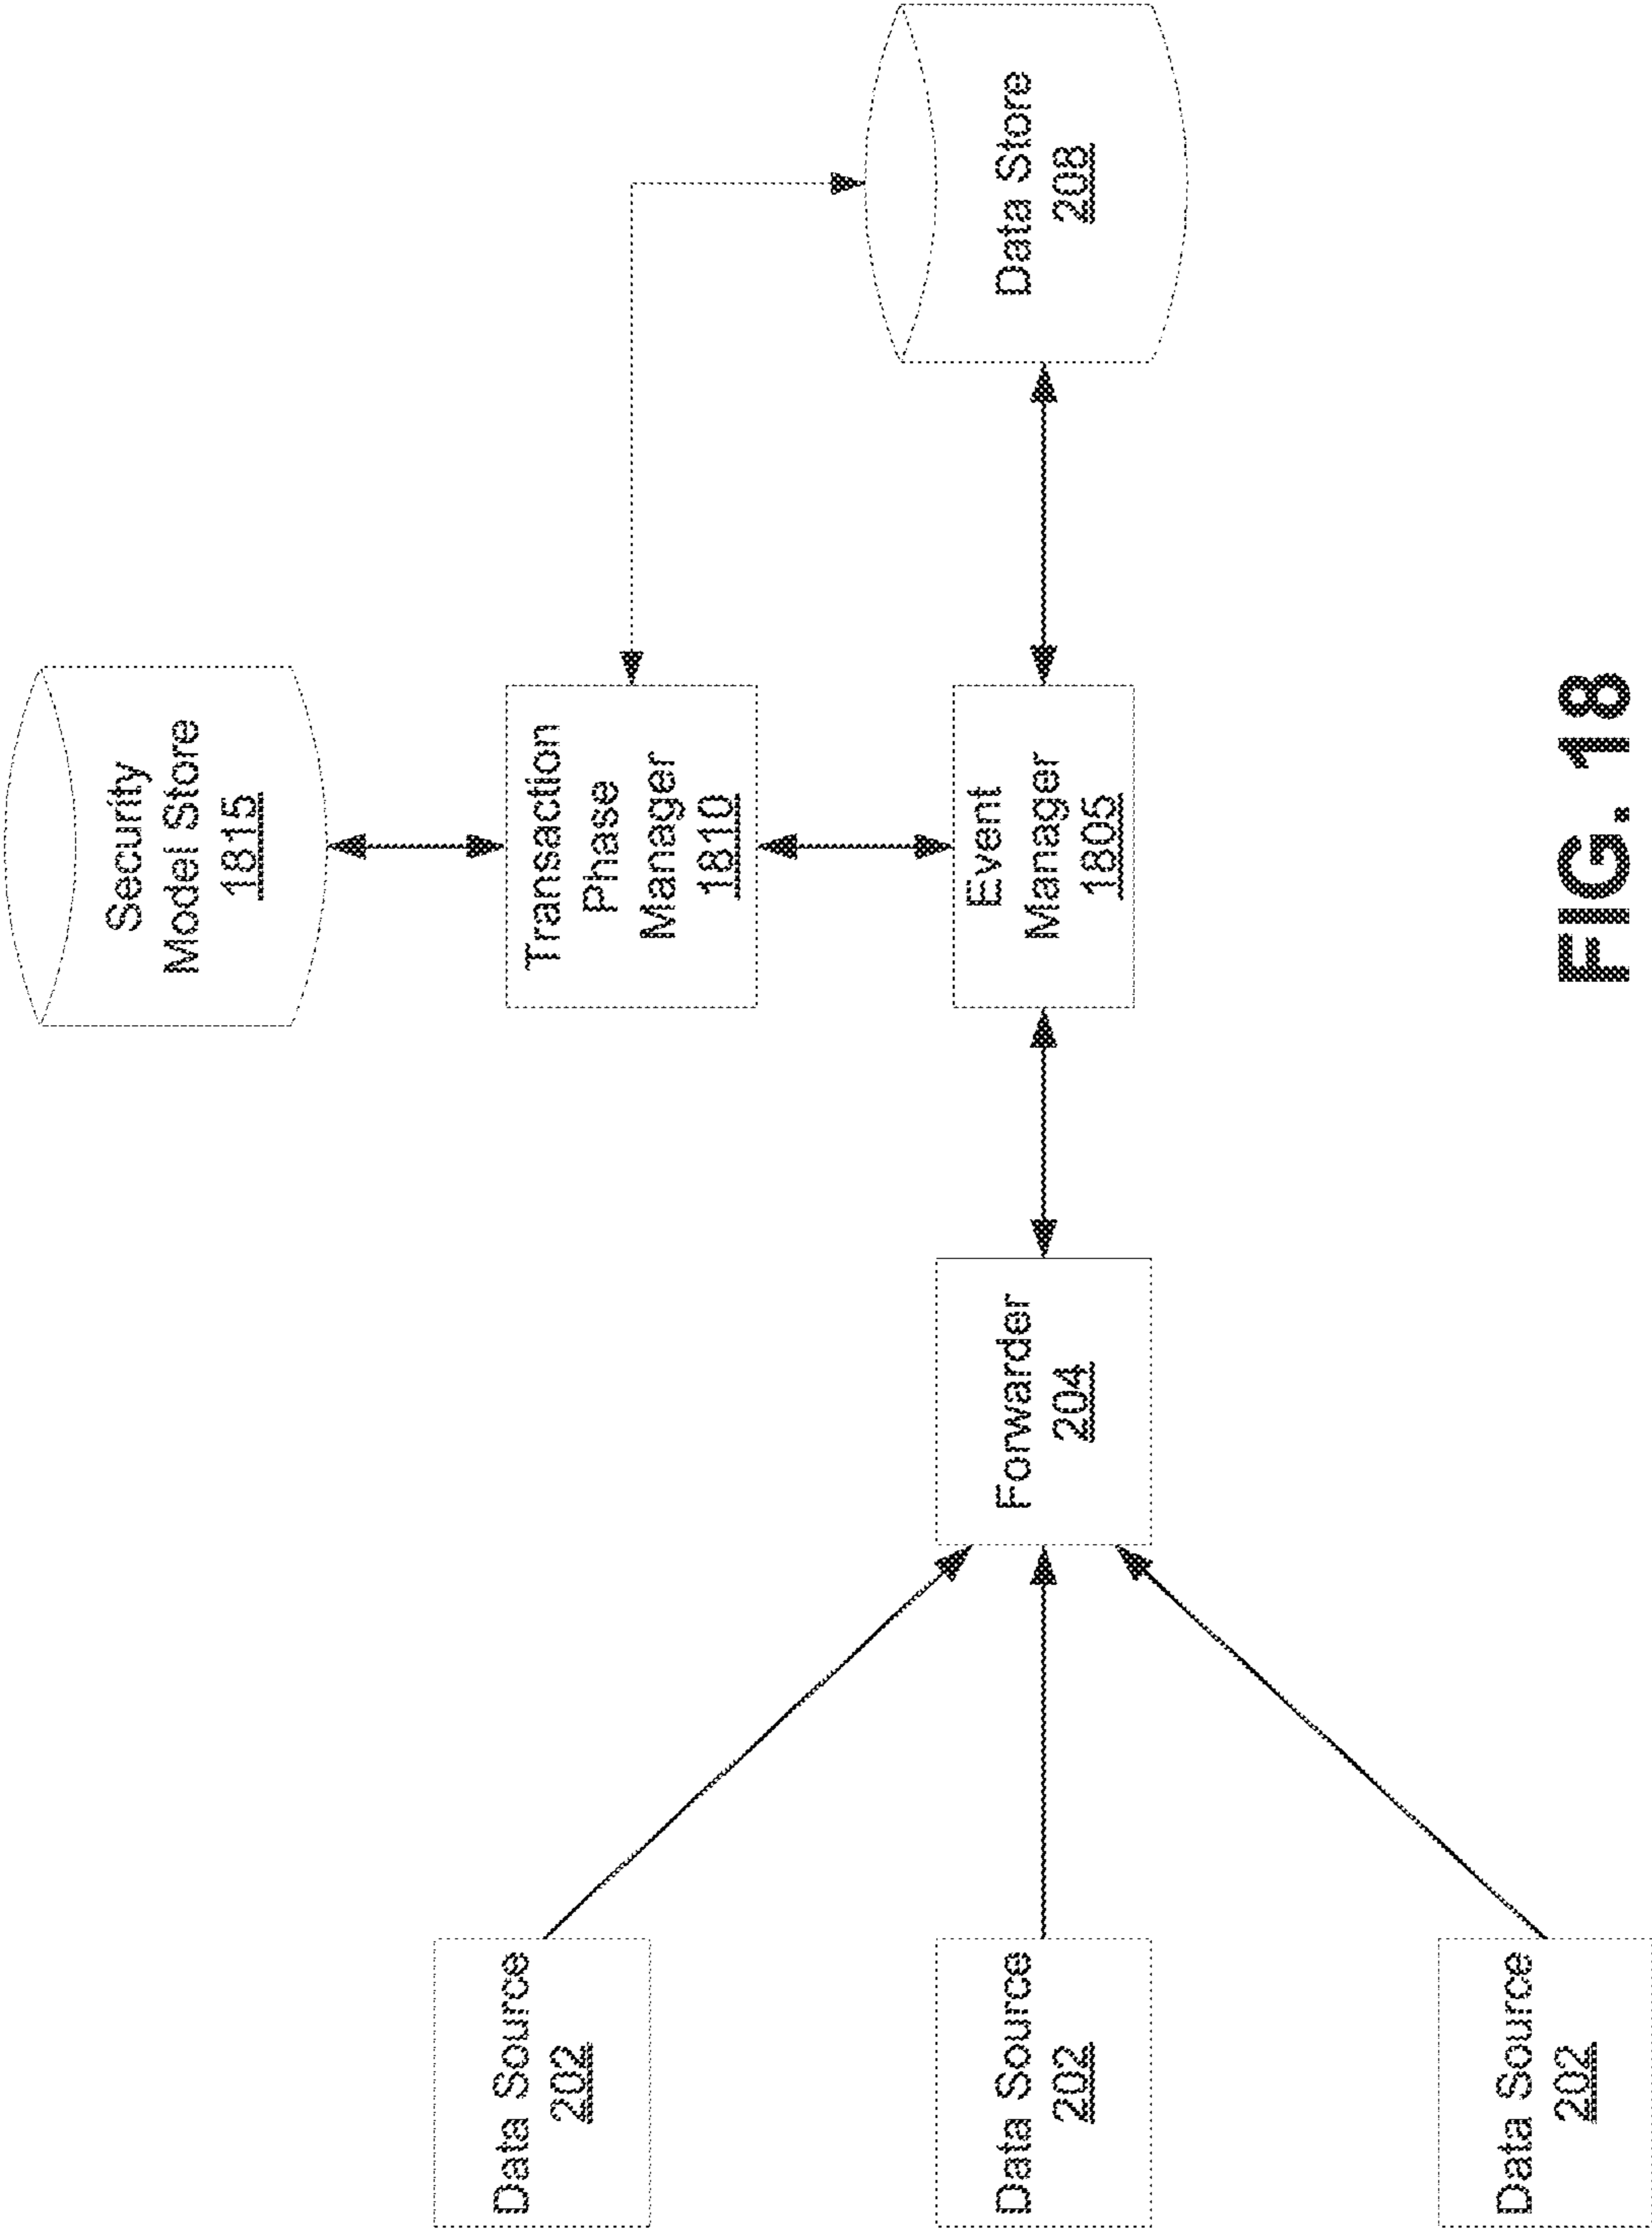 Security
Model Store
1815
Transaction
Phase
Manager
1810
Data Source
202
Data Source
202
Data Source
202
Forwarder
204
Event
Manager
1805
Data Store
208
FIG. 18